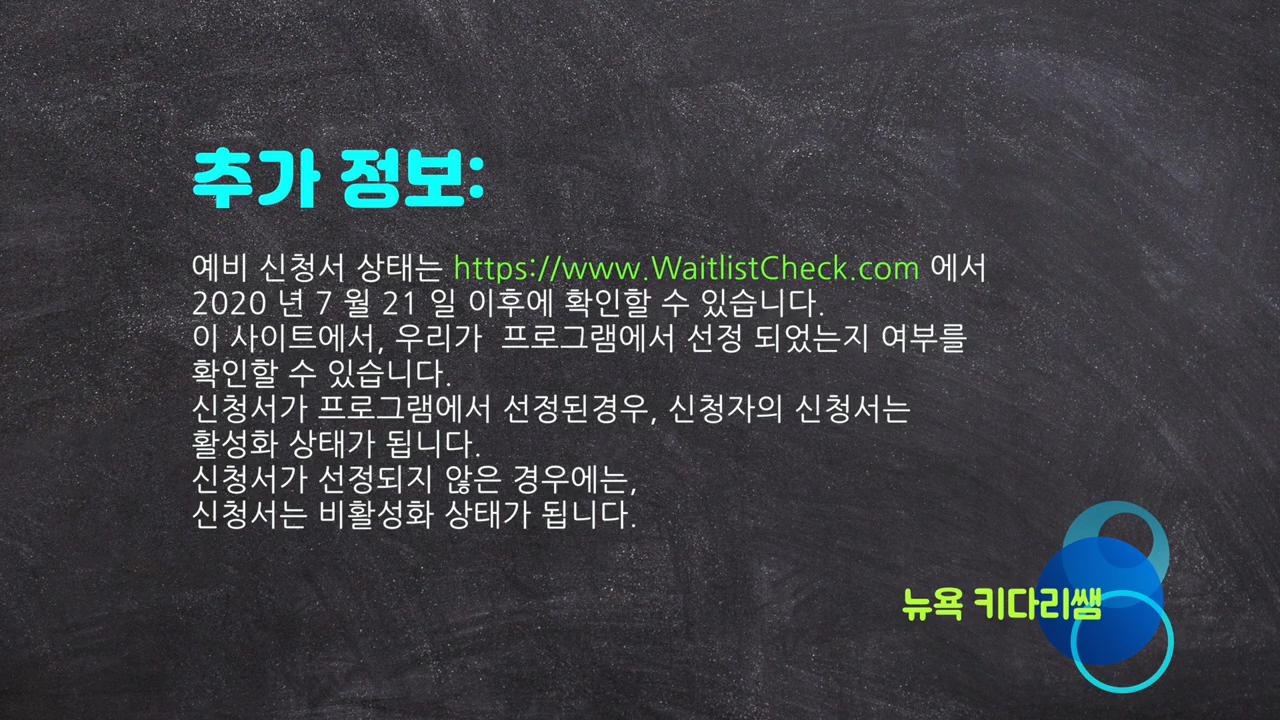 추가 정보:
예비 신청서 상태는 https://www.WaitlistCheck.com 에서
2020 년 7 월 21 일 이후에 확인할 수 있습니다.
이 사이트에서, 우리가 프로그램에서 선정 되었는지 여부를
확인할 수 있습니다.
신청서가 프로그램에서 선정된경우, 신청자의 신청서는
활성화 상태가 됩니다.
신청서가 선정되지 않은 경우에는,
신청서는 비활성화 상태가 됩니다.
뉴욕 키다리쌤